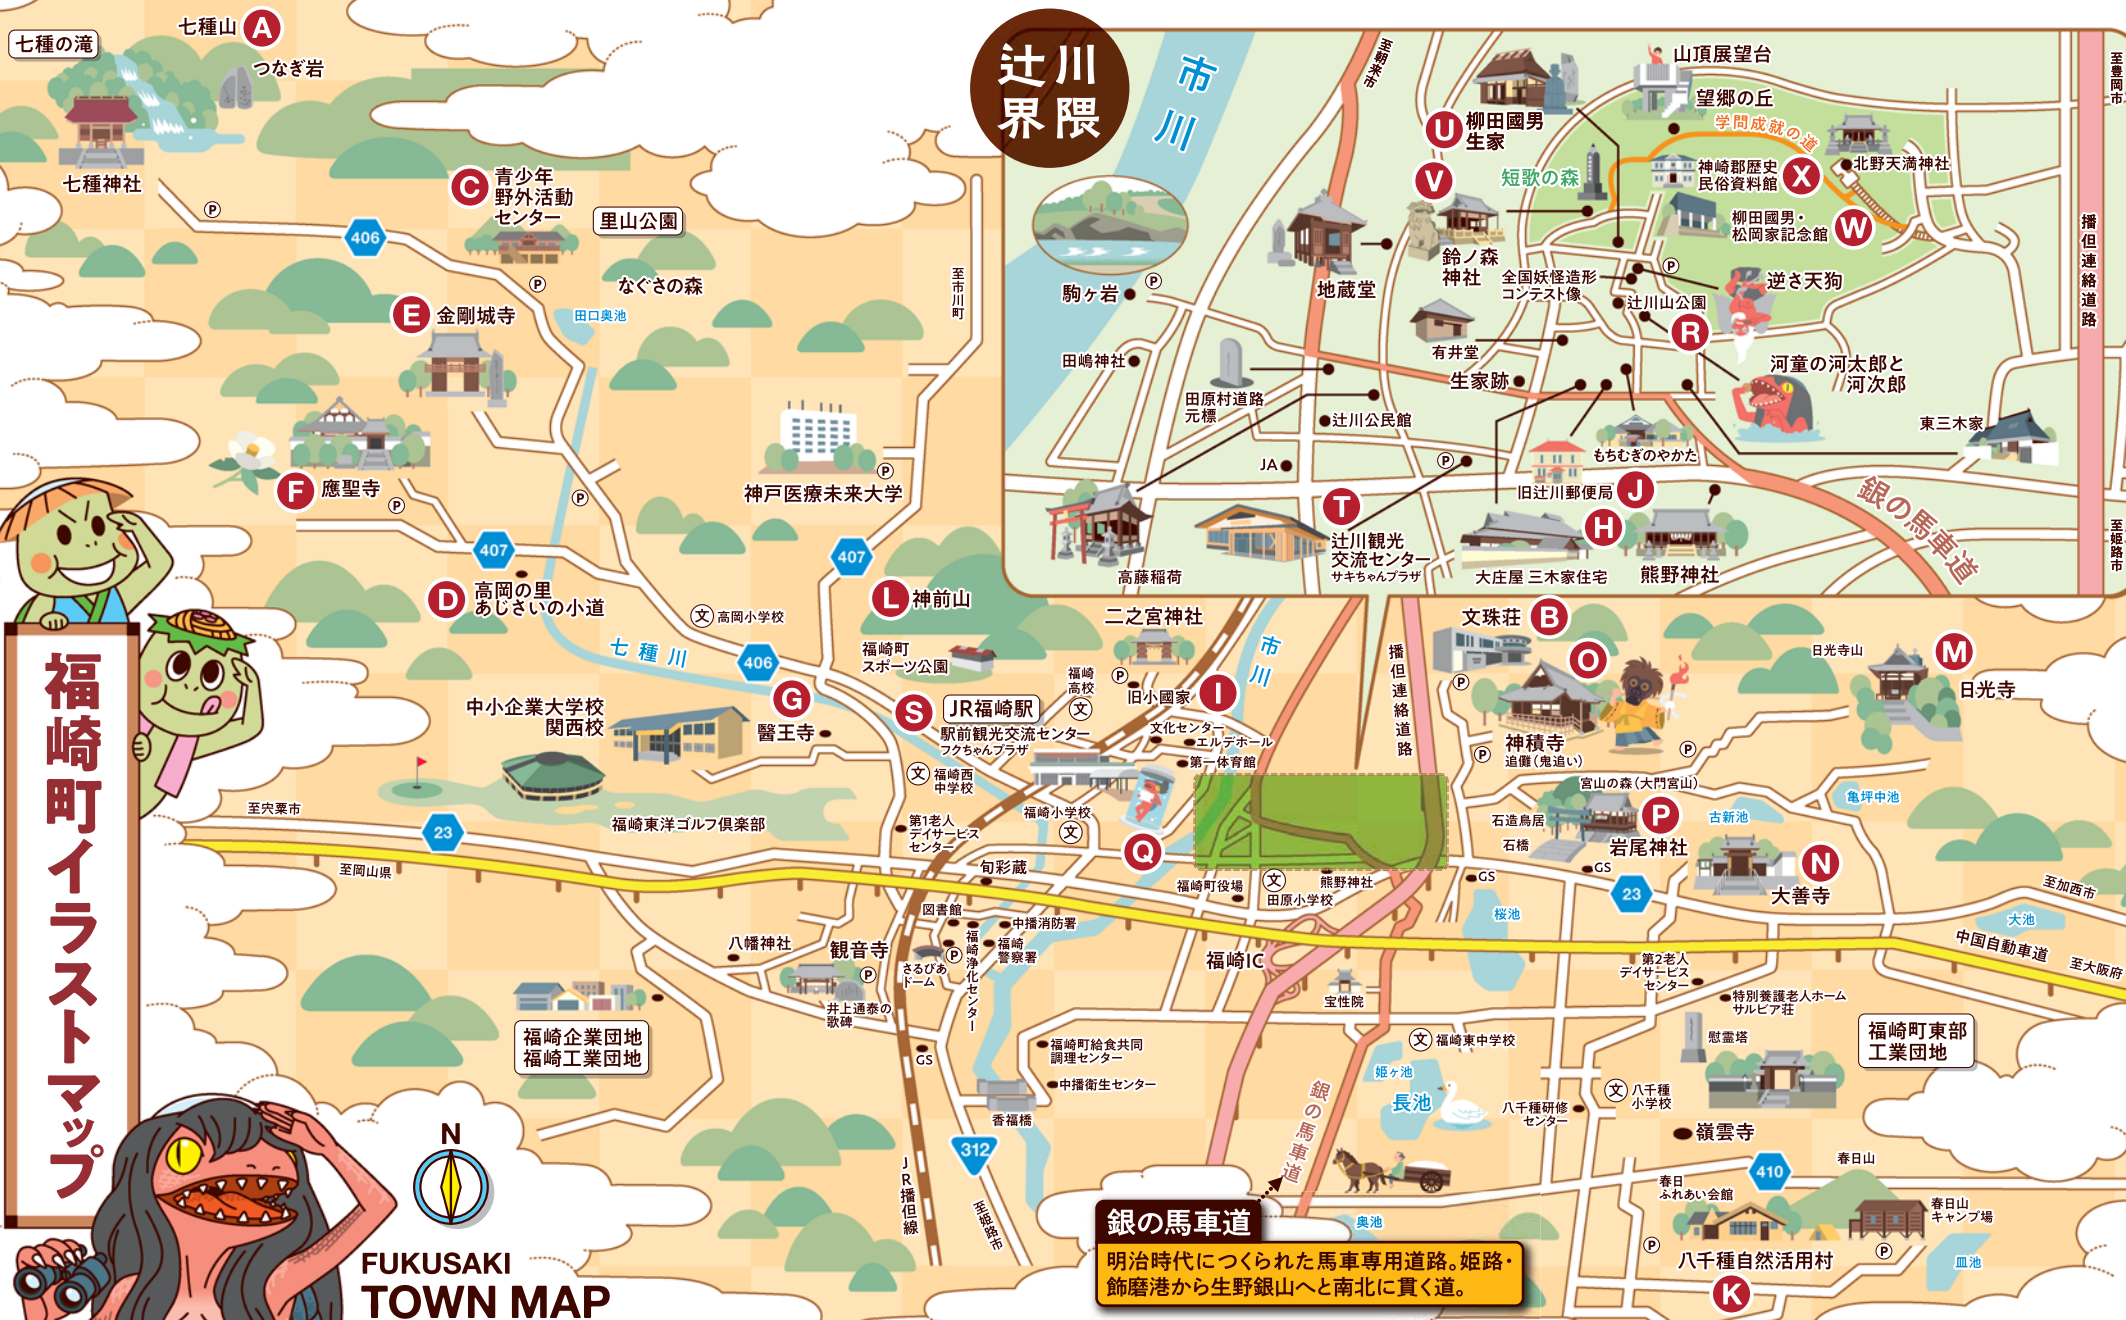 七種の滝
七種山
A
つなぎ岩
七種神社
P
406
C
青少年
野外活動
センター
里山公園
P
なぐさの森
E
金剛城寺
田口奥池
至市川町
F
應聖寺
P
P
神戸医療未来大学
P
407
407
D
高岡の里
あじさいの小道
L
神前山
文
高岡小学校
七種川
406
福崎町
スポーツ公園
G
醫王寺
中小企業大学校
関西校
福崎東洋ゴルフ倶楽部
至宍粟市
23
至岡山県
辻川
界隈
市川
至朝来市
U
柳田國男
生家
V
短歌の森
鈴ノ森
神社
山頂展望台
望郷の丘
学問成就の道
神崎郡歴史
民俗資料館
X
北野天満神社
柳田國男・
松岡家記念館
W
全国妖怪造形
コンテスト像
P
逆さ天狗
辻川山公園
R
河童の河太郎と
河次郎
東三木家
至豊岡市
播但連絡道路
至姫路市
駒ヶ岩
P
地蔵堂
田嶋神社
有井堂
生家跡
田原村道路
元標
辻川公民館
JA
P
もちむぎのやかた
旧辻川郵便局
J
T
辻川観光
交流センター
サキちゃんプラザ
高藤稲荷
H
大庄屋 三木家住宅
熊野神社
銀の馬車道
二之宮神社
福崎
高校
文
P
旧小國家
I
市川
S
JR福崎駅
駅前観光交流センター
フクちゃんプラザ
文化センター
エルデホール
第一体育館
文
福崎西
中学校
福崎小学校
文
第1老人
デイサービス
センター
Q
旬彩蔵
播但連絡道路
文珠荘
B
P
O
神積寺
追儺(鬼追い)
P
P
日光寺山
M
日光寺
宮山の森(大門宮山)
石造鳥居
石橋
P
岩尾神社
古新池
亀坪中池
N
大善寺
GS
GS
23
桜池
福崎町役場
文
田原小学校
熊野神社
至加西市
大池
中国自動車道
至大阪府
図書館
中播消防署
福崎
警察署
福崎浄化センター
P
さるびあ
ドーム
八幡神社
観音寺
P
井上通泰の
歌碑
GS
福崎IC
宝性院
第2老人
デイサービス
センター
特別養護老人ホーム
サルビア荘
福崎企業団地
福崎工業団地
福崎町給食共同
調理センター
中播衛生センター
香福橋
312
JR播但線
至姫路市
文
福崎東中学校
姫ヶ池
長池
慰霊塔
福崎町東部
工業団地
八千種研修
センター
文
八千種
小学校
嶺雲寺
410
春日山
春日
ふれあい会館
春日山
キャンプ場
P
P
八千種自然活用村
K
皿池
奥池
銀の馬車道
銀の馬車道
明治時代につくられた馬車専用道路。姫路・
飾磨港から生野銀山へと南北に貫く道。
福崎町イラストマップ
N
FUKUSAKI
TOWN MAP